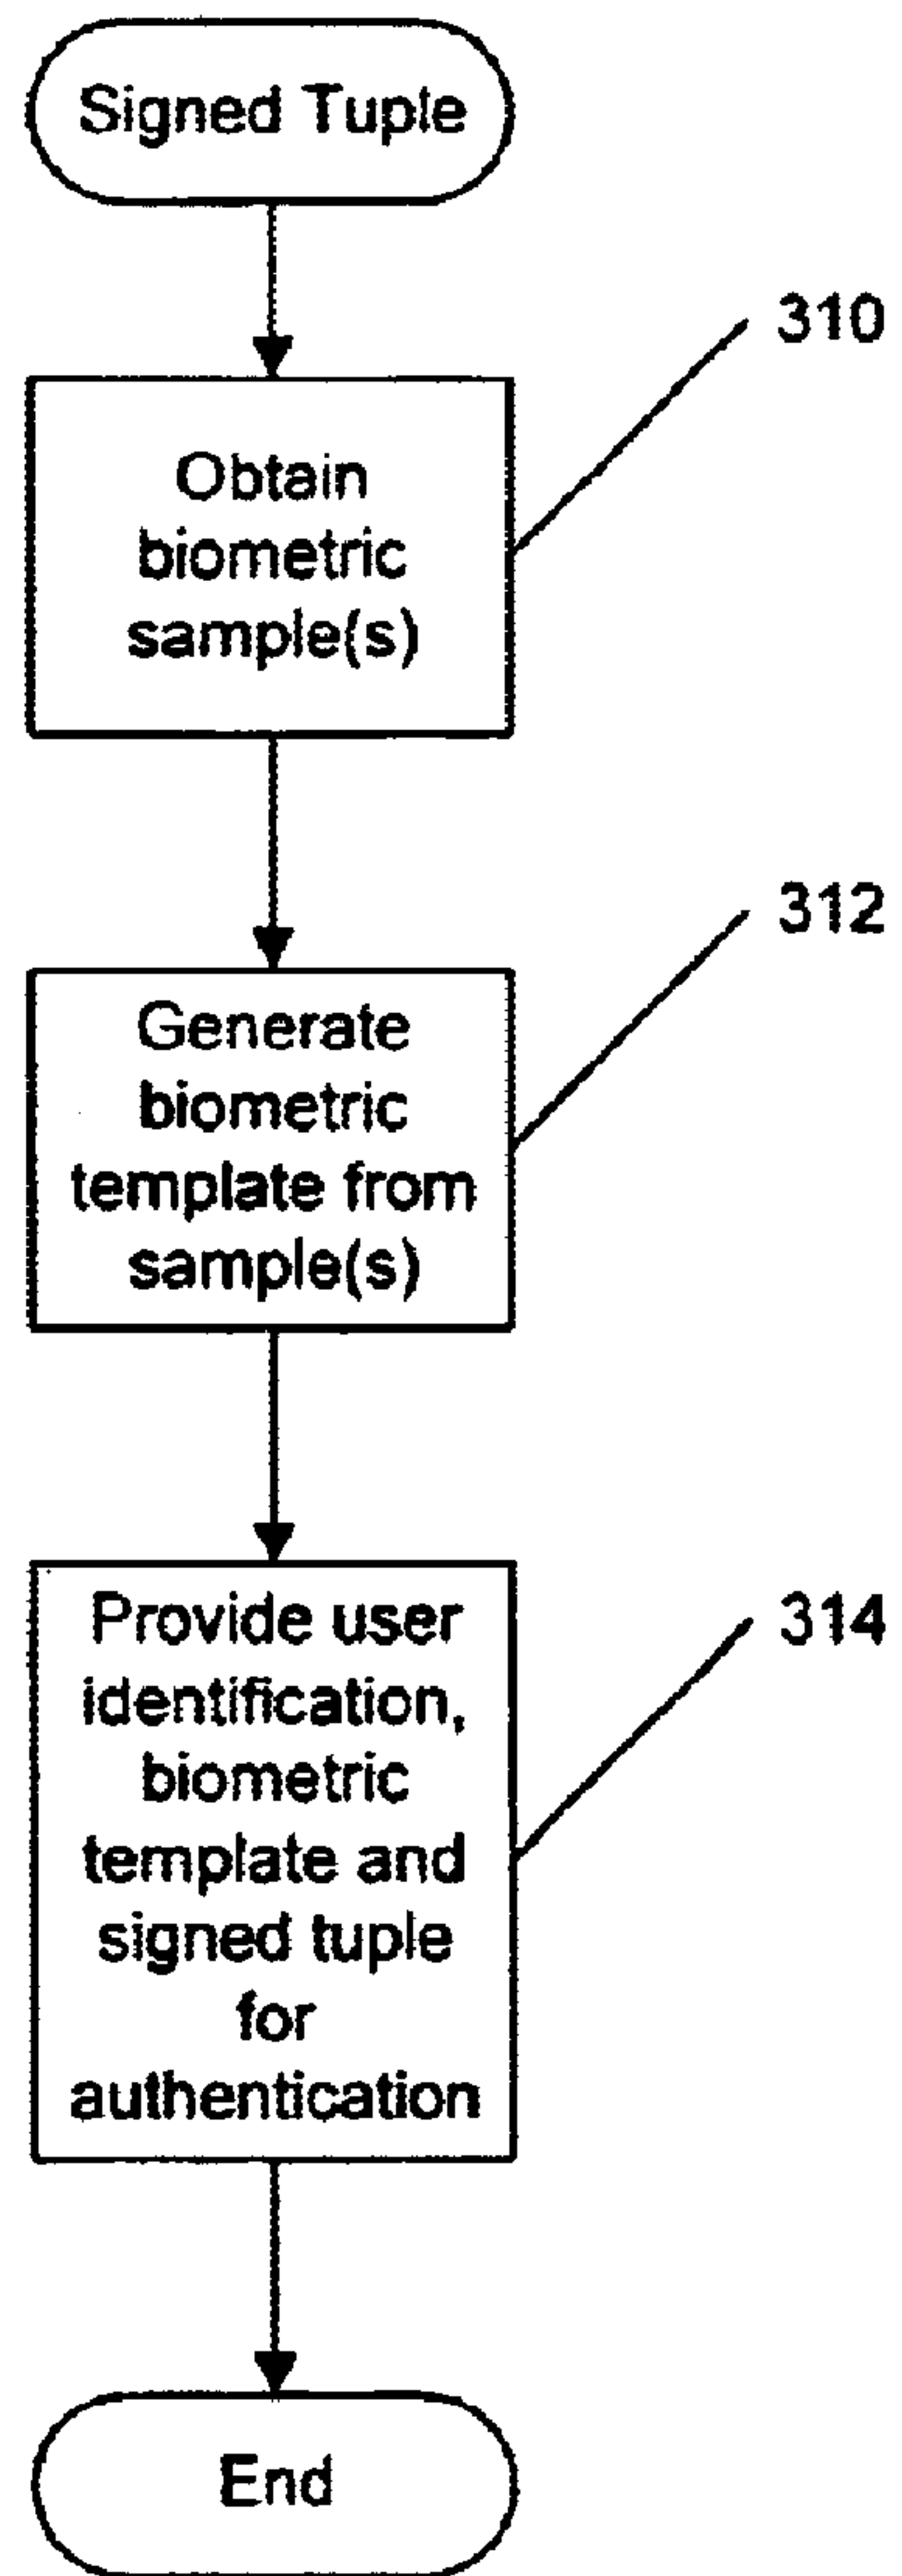 Signed Tuple
310
Obtain
biometric
sample(s)
312
Generate
biometric
template from
sample(s)
314
Provide user
identification,
biometric
template and
signed tuple
for
authentication
End